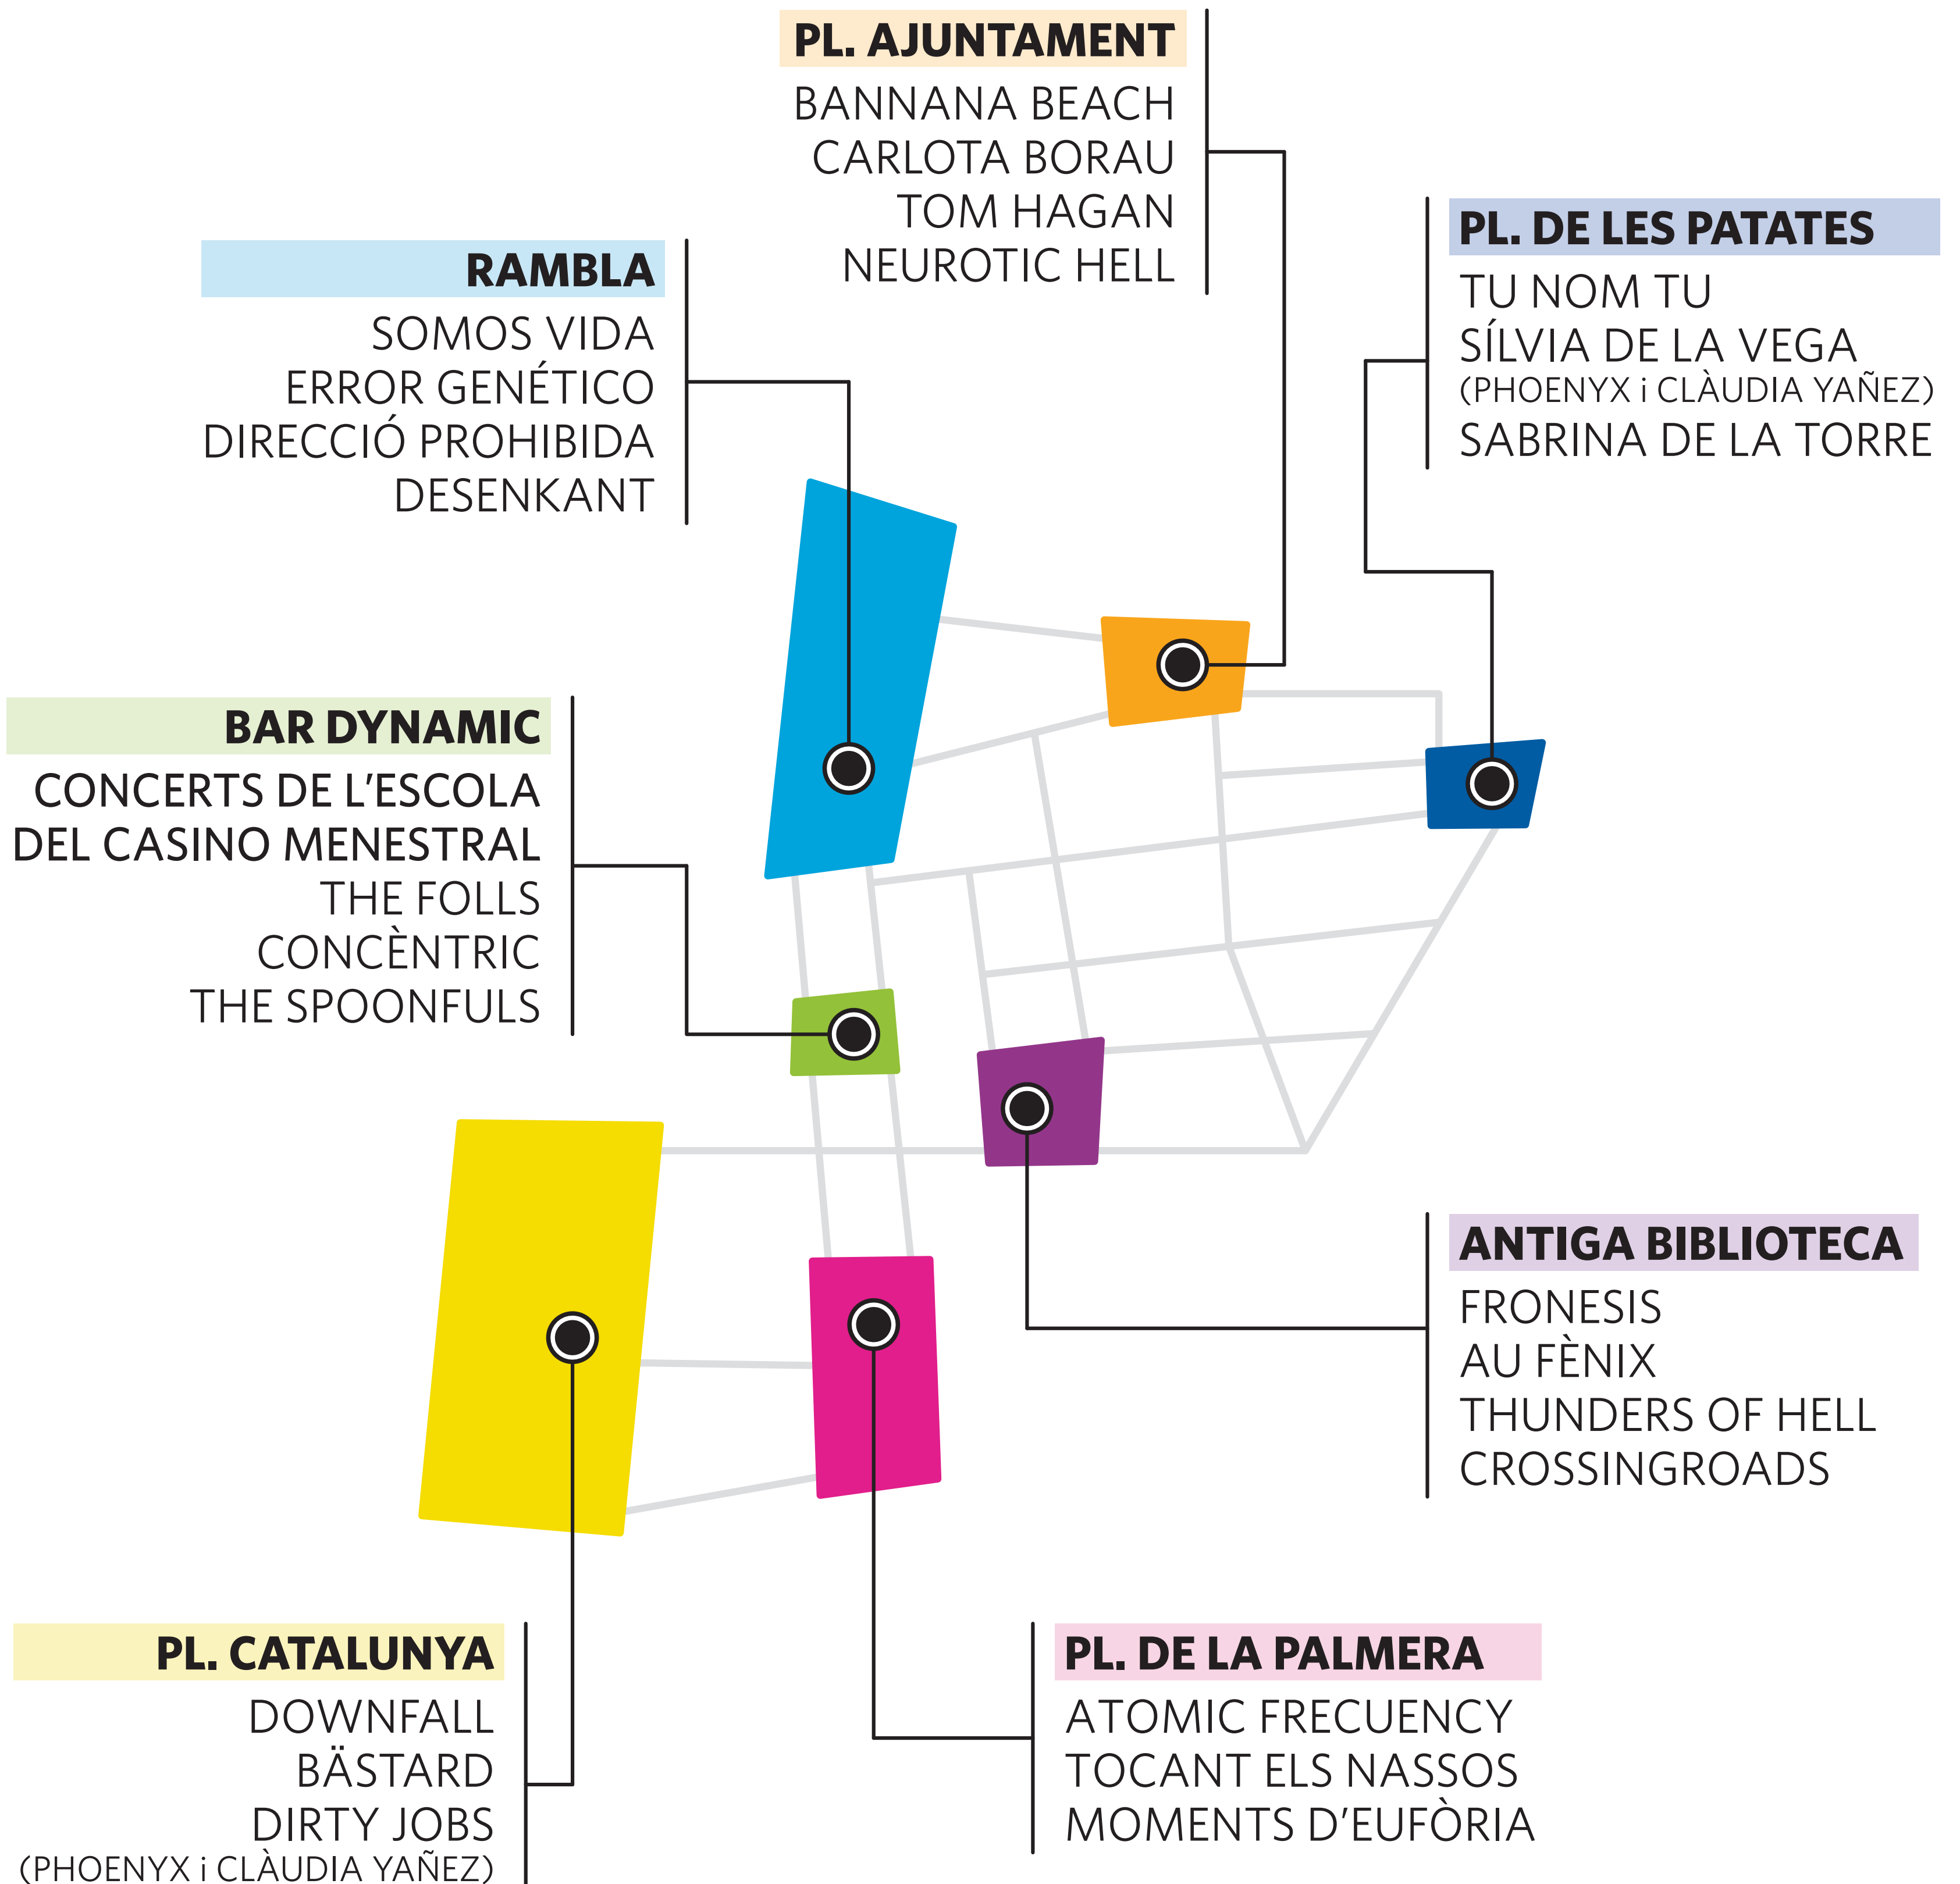 PL. AJUNTAMENT
BANNANA BEACH
CARLOTA BORAU
TOM HAGAN
NEUROTIC HELL
PL. DE LES PATATES
TU NOM TU
SÍLVIA DE LA VEGA
(PHOENYX i CLÀUDIA YAÑEZ)
SABRINA DE LA TORRE
RAMBLA
SOMOS VIDA
ERROR GENÉTICO
DIRECCIÓ PROHIBIDA
DESENKANT
BAR DYNAMIC
CONCERTS DE L'ESCOLA
DEL CASINO MENESTRAL
THE FOLLS
CONCÈNTRIC
THE SPOONFULS
ANTIGA BIBLIOTECA
FRONESIS
AU FÈNIX
THUNDERS OF HELL
CROSSINGROADS
PL. CATALUNYA
DOWNFALL
BÄSTARD
DIRTY JOBS
(PHOENYX i CLÀUDIA YAÑEZ)
PL. DE LA PALMERA
ATOMIC FRECUENCY
TOCANT ELS NASSOS
MOMENTS D'EUFÒRIA